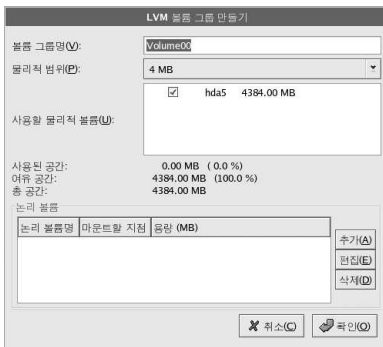 LVM 볼륨 그룹 만들기
볼륨 그룹명(V): Volume00
물리적 범위(P): 4 MB
사용할 물리적 볼륨(U): hda5 4384.00 MB
사용된 공간: 0.00 MB ( 0.0 %)
여유 공간: 4384.00 MB (100.0 %)
총 공간: 4384.00 MB
논리 볼륨
논리 볼륨명 마운트할 지점 용량 (MB)
추가(A)
편집(E)
삭제(D)
취소(C) 확인(O)